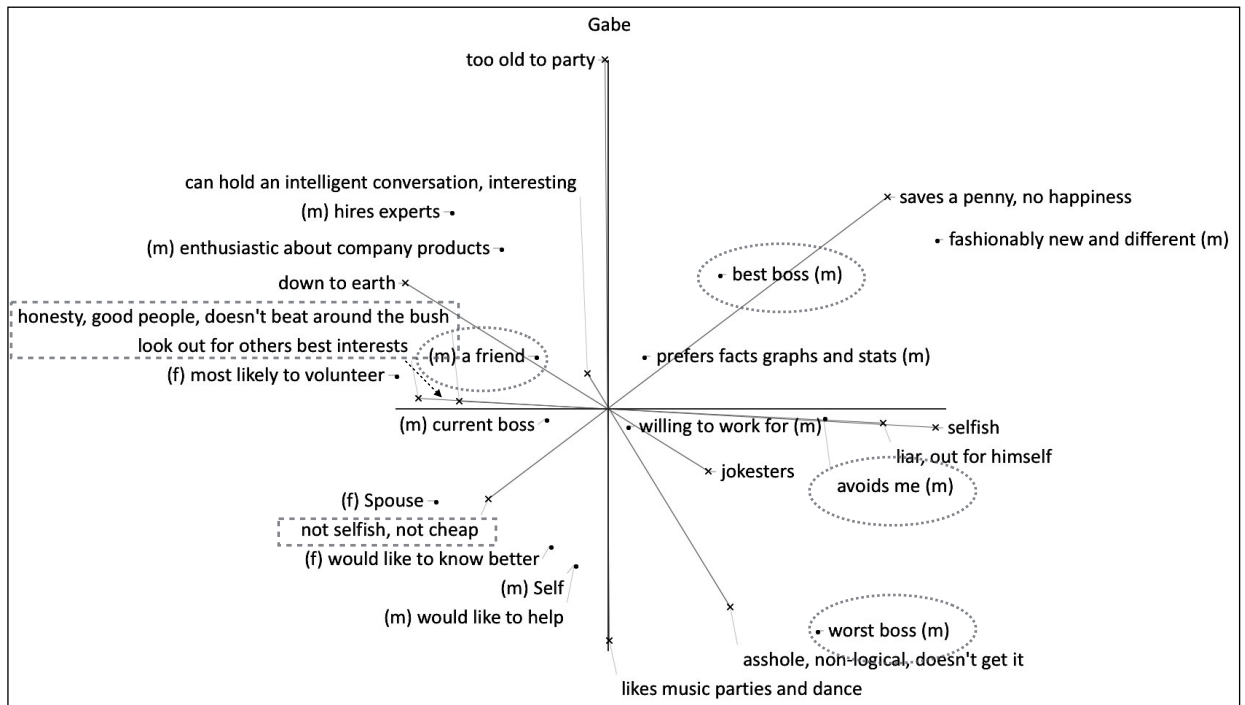 Gabe
too old to party
can hold an intelligent conversation, interesting
saves a penny, no happiness
(m) hires experts
fashionably new and different (m)
(m) enthusiastic about company products
best boss (m)
down to earth
honesty, good people, doesn't beat around the bush
look out for others best interests
(m) a friend
prefers facts graphs and stats (m)
(f) most likely to volunteer
(m) current boss
willing to work for (m)
selfish
liar, out for himself
jokesters
avoids me (m)
(f) Spouse
not selfish, not cheap
(f) would like to know better
(m) Self
(m) would like to help
worst boss (m)
asshole, non-logical, doesn't get it
likes music parties and dance